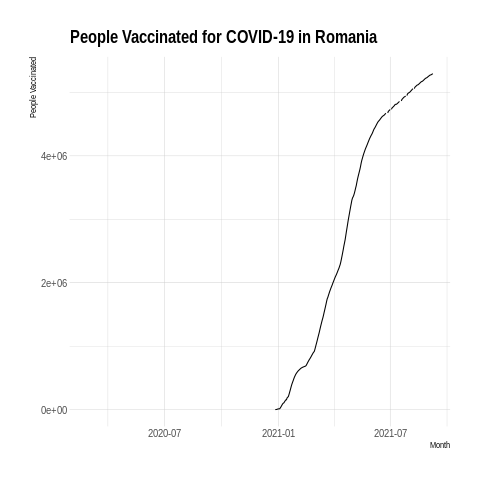 People Vaccinated for COVID-19 in Romania
People Vaccinated
4e+06
2e+06
0e+00
2020-07 2021-01 2021-07
Month